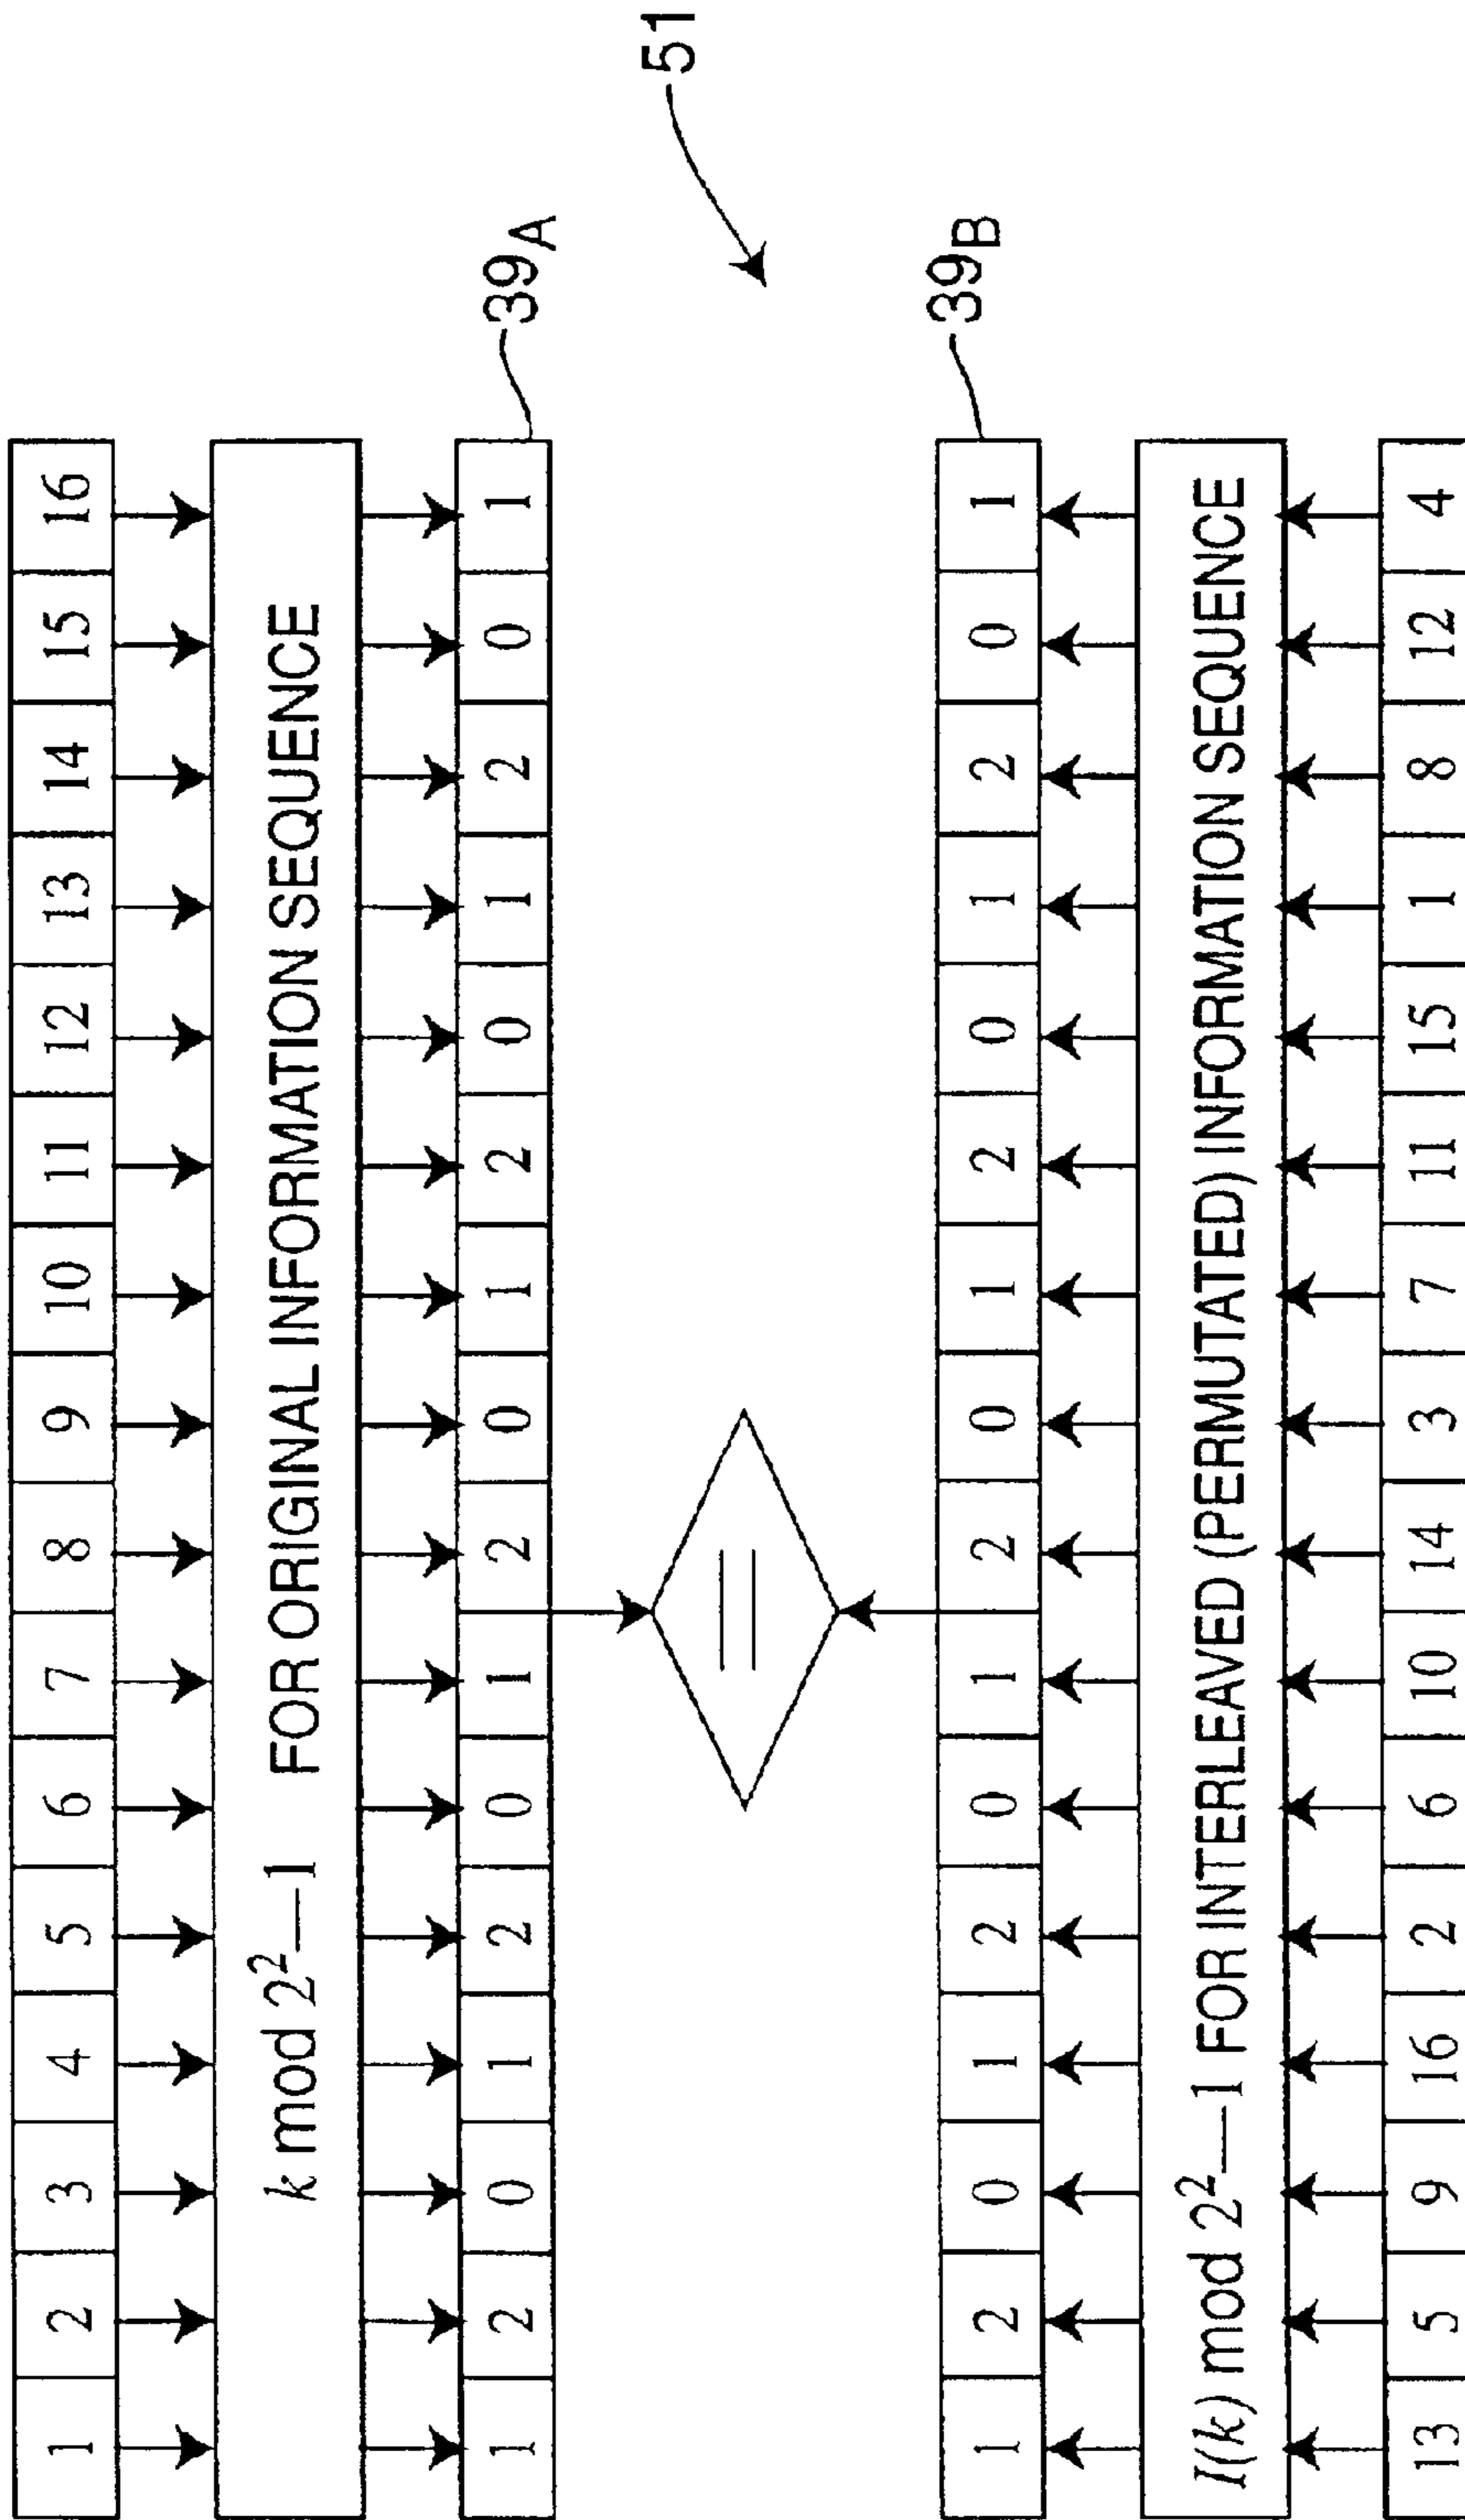 1 2 3 4 5 6 7 8 9 10 11 12 13 14 15 16
k mod 2²—1 FOR ORIGINAL INFORMATION SEQUENCE
1 2 0 1 2 0 1 2 0 1 2 0 1 2 0 1
39A
51
=
39B
1 2 0 1 2 0 1 2 0 1 2 0 1 2 0 1
I(k) mod 2²—1 FOR INTERLEAVED (PERMUTATED) INFORMATION SEQUENCE
13 5 9 16 2 6 10 14 3 7 11 15 1 8 12 4